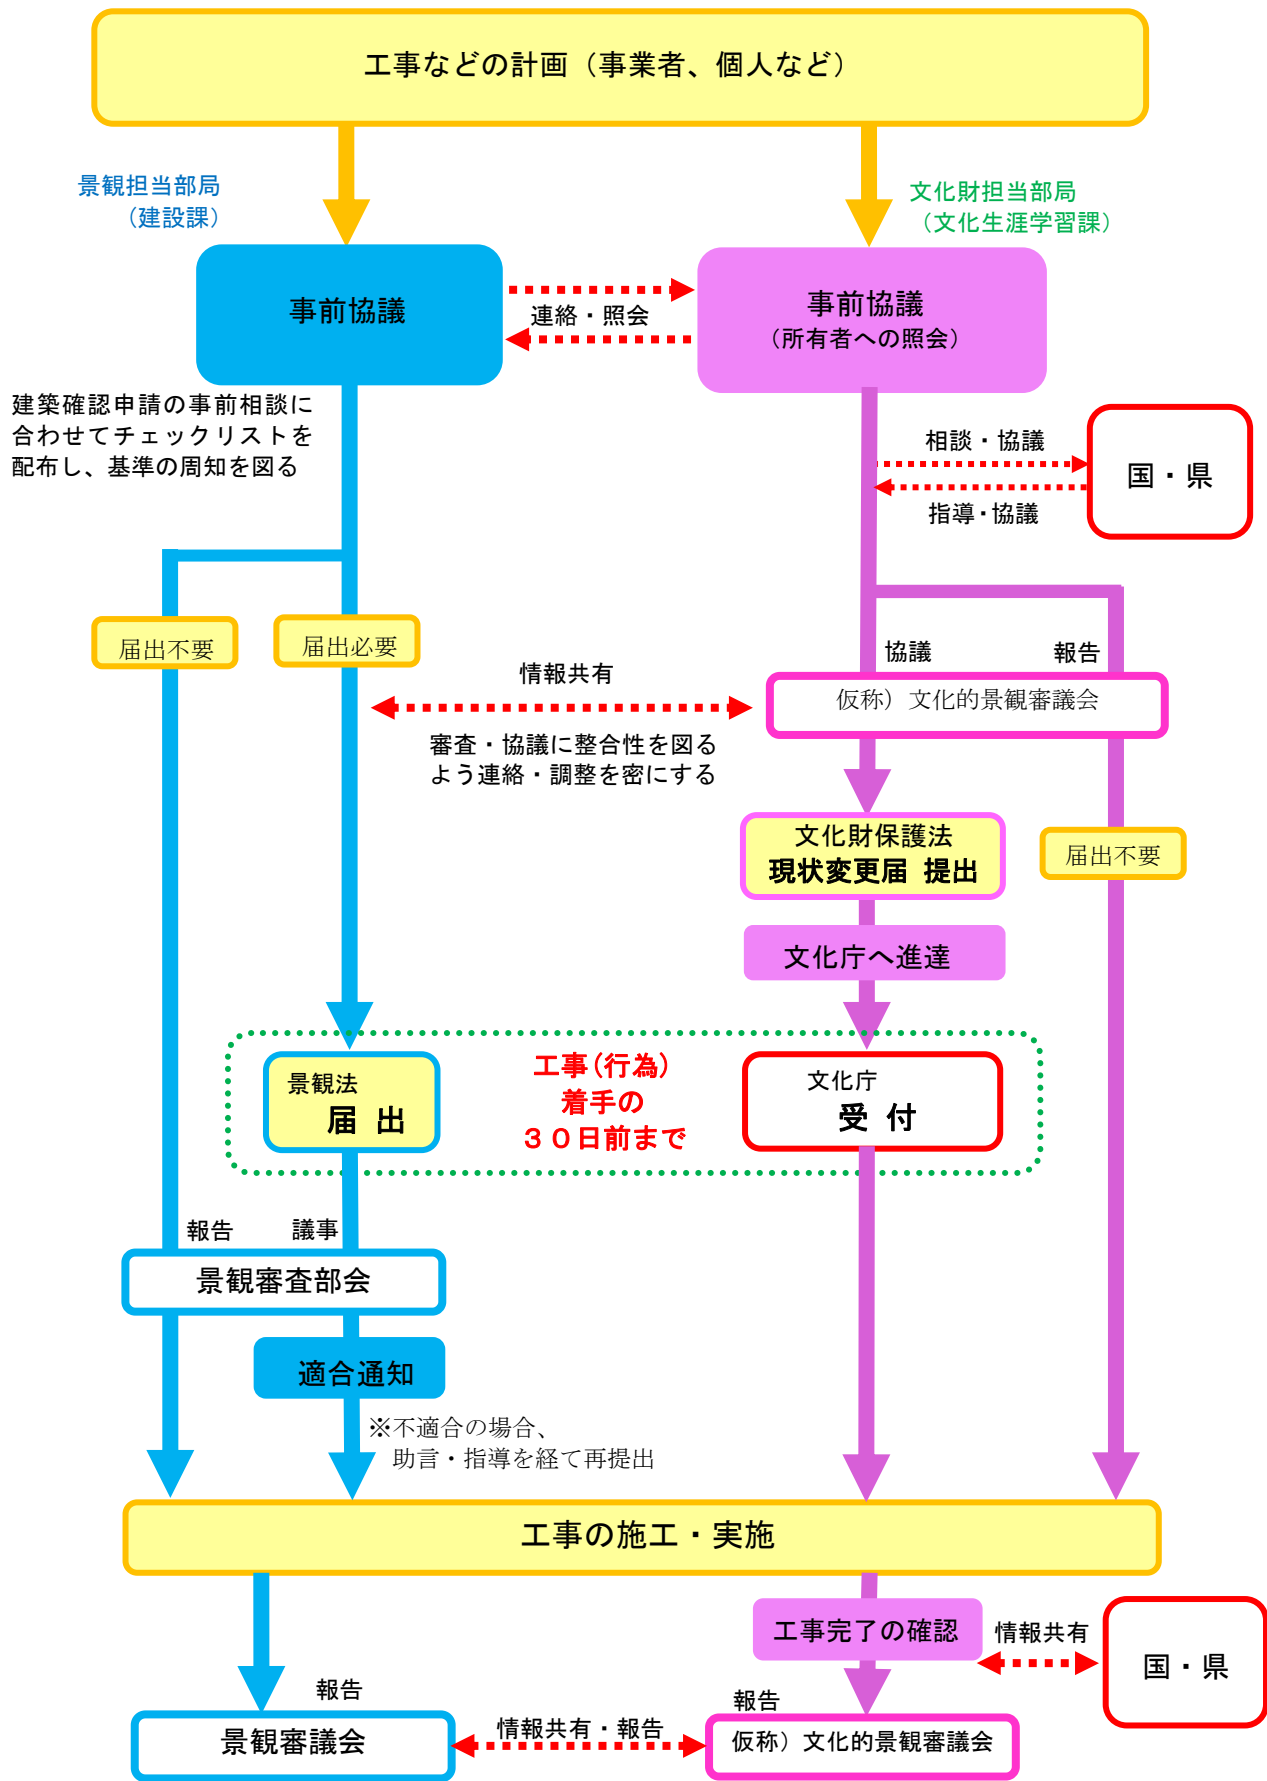 工事などの計画（事業者、個人など）
景観担当部局
（建設課）
文化財担当部局
（文化生涯学習課）
事前協議
連絡・照会
事前協議
（所有者への照会）
建築確認申請の事前相談に
合わせてチェックリストを
配布し、基準の周知を図る
相談・協議
国・県
指導・協議
届出不要
届出必要
協議
報告
情報共有
仮称）文化的景観審議会
審査・協議に整合性を図る
よう連絡・調整を密にする
文化財保護法
現状変更届 提出
届出不要
文化庁へ進達
景観法
届 出
工事（行為）
着手の
３０日前まで
文化庁
受 付
報告
議事
景観審査部会
適合通知
※不適合の場合、
助言・指導を経て再提出
工事の施工・実施
工事完了の確認
情報共有
国・県
報告
報告
景観審議会
情報共有・報告
仮称）文化的景観審議会